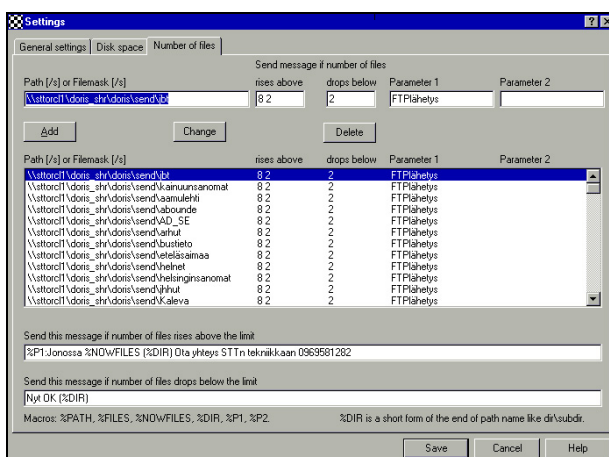 Settings
General settings Disk space Number of files
Send message if number of files
Path [/s] or Filemask [/s] rises above drops below Parameter 1 Parameter 2
\\sttorcl1\doris_shr\doris\send\jbt 8 2 2 FTPlähetys
Add Change Delete
Path [/s] or Filemask [/s] rises above drops below Parameter 1 Parameter 2
\\sttorcl1\doris_shr\doris\send\jbt 8 2 2 FTPlähetys
\\sttorcl1\doris_shr\doris\send\kainuunsanomat 8 2 2 FTPlähetys
\\sttorcl1\doris_shr\doris\send\aamulehti 8 2 2 FTPlähetys
\\sttorcl1\doris_shr\doris\send\abounde 8 2 2 FTPlähetys
\\sttorcl1\doris_shr\doris\send\AD_SE 8 2 2 FTPlähetys
\\sttorcl1\doris_shr\doris\send\arhut 8 2 2 FTPlähetys
\\sttorcl1\doris_shr\doris\send\bustieto 8 2 2 FTPlähetys
\\sttorcl1\doris_shr\doris\send\eteläsaimaa 8 2 2 FTPlähetys
\\sttorcl1\doris_shr\doris\send\helnet 8 2 2 FTPlähetys
\\sttorcl1\doris_shr\doris\send\helsinginsanomat 8 2 2 FTPlähetys
\\sttorcl1\doris_shr\doris\send\jhhut 8 2 2 FTPlähetys
\\sttorcl1\doris_shr\doris\send\Kaleva 8 2 2 FTPlähetys
Send this message if number of files rises above the limit
%P1:Jonossa %NOWFILES (%DIR) Ota yhteys STTn tekniikkaan 0969581282
Send this message if number of files drops below the limit
Nyt OK (%DIR)
Macros: %PATH, %FILES, %NOWFILES, %DIR, %P1, %P2. %DIR is a short form of the end of path name like dir\subdir.
Save Cancel Help